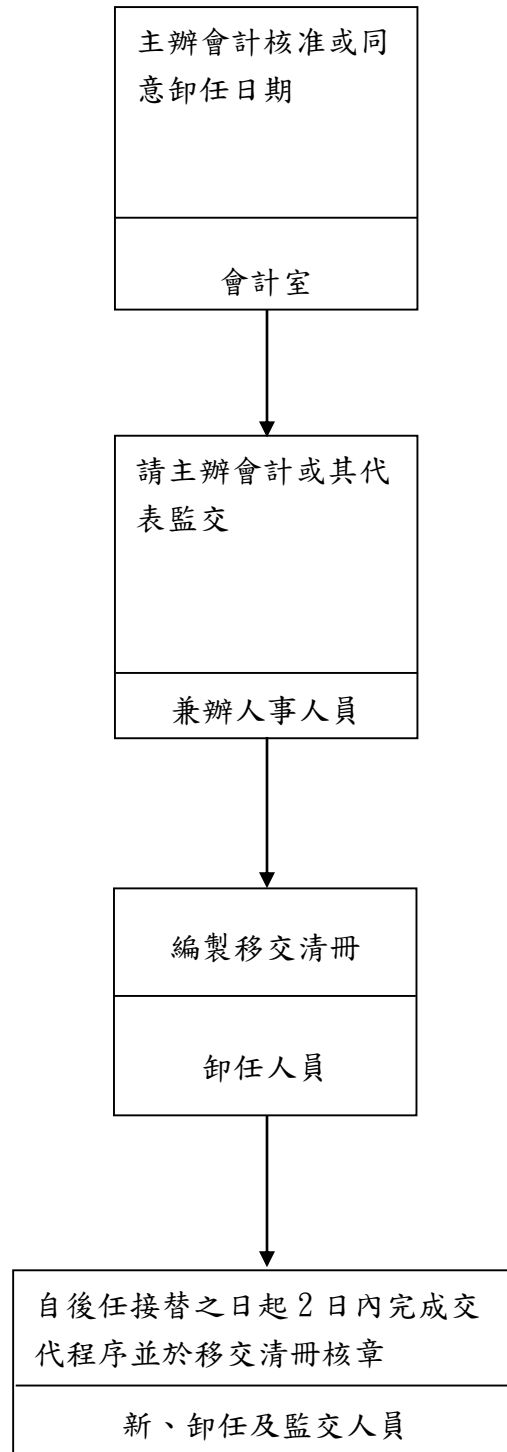 主辦會計核准或同
意卸任日期
會計室
請主辦會計或其代
表監交
兼辦人事人員
編製移交清冊
卸任人員
自後任接替之日起2日內完成交
代程序並於移交清冊核章
新、卸任及監交人員